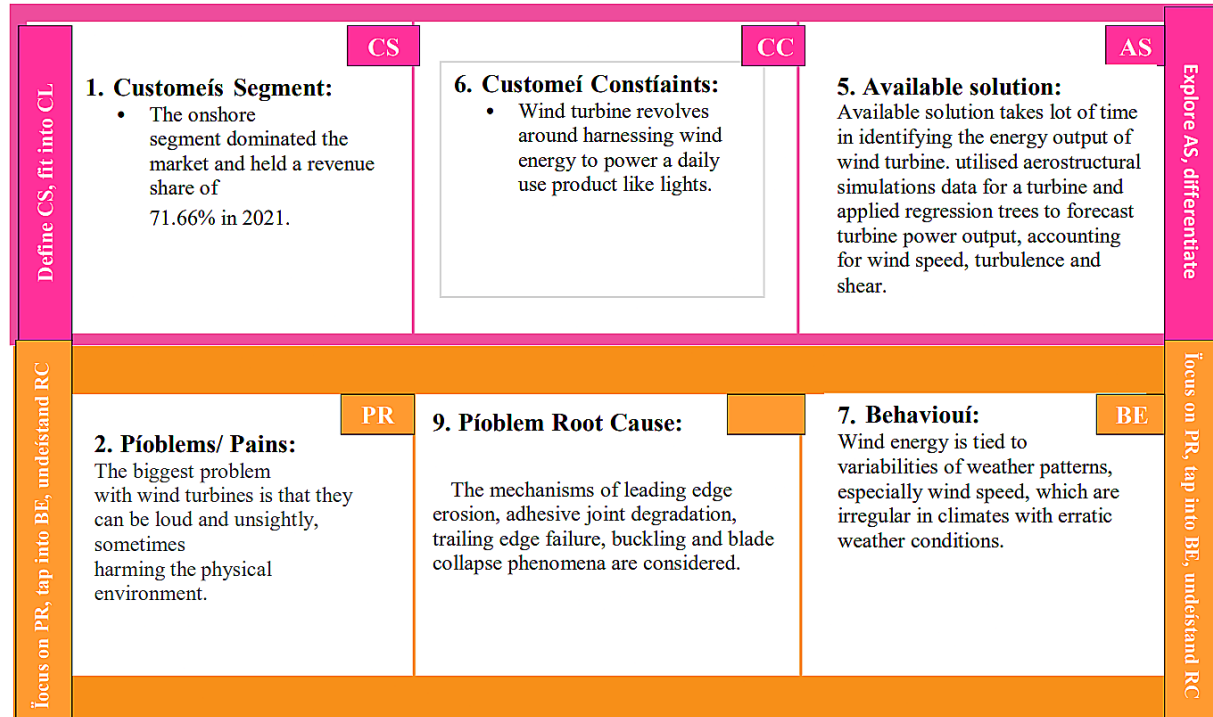 Define CS, fit into CL
CS
1. Customeís Segment:
• The onshore
segment dominated the
market and held a revenue
share of
71.66% in 2021.
CC
6. Customeí Constíaints:
• Wind turbine revolves
around harnessing wind
energy to power a daily
use product like lights.
AS
5. Available solution:
Available solution takes lot of time
in identifying the energy output of
wind turbine. utilised aerostructural
simulations data for a turbine and
applied regression trees to forecast
turbine power output, accounting
for wind speed, turbulence and
shear.
Explore AS, differentiate
Ïocus on PR, tap into BE, undeístand RC
PR
2. Píoblems/ Pains:
The biggest problem
with wind turbines is that they
can be loud and unsightly,
sometimes
harming the physical
environment.
9. Píoblem Root Cause:
The mechanisms of leading edge
erosion, adhesive joint degradation,
trailing edge failure, buckling and blade
collapse phenomena are considered.
BE
7. Behaviouí:
Wind energy is tied to
variabilities of weather patterns,
especially wind speed, which are
irregular in climates with erratic
weather conditions.
Ïocus on PR, tap into BE, undeístand RC